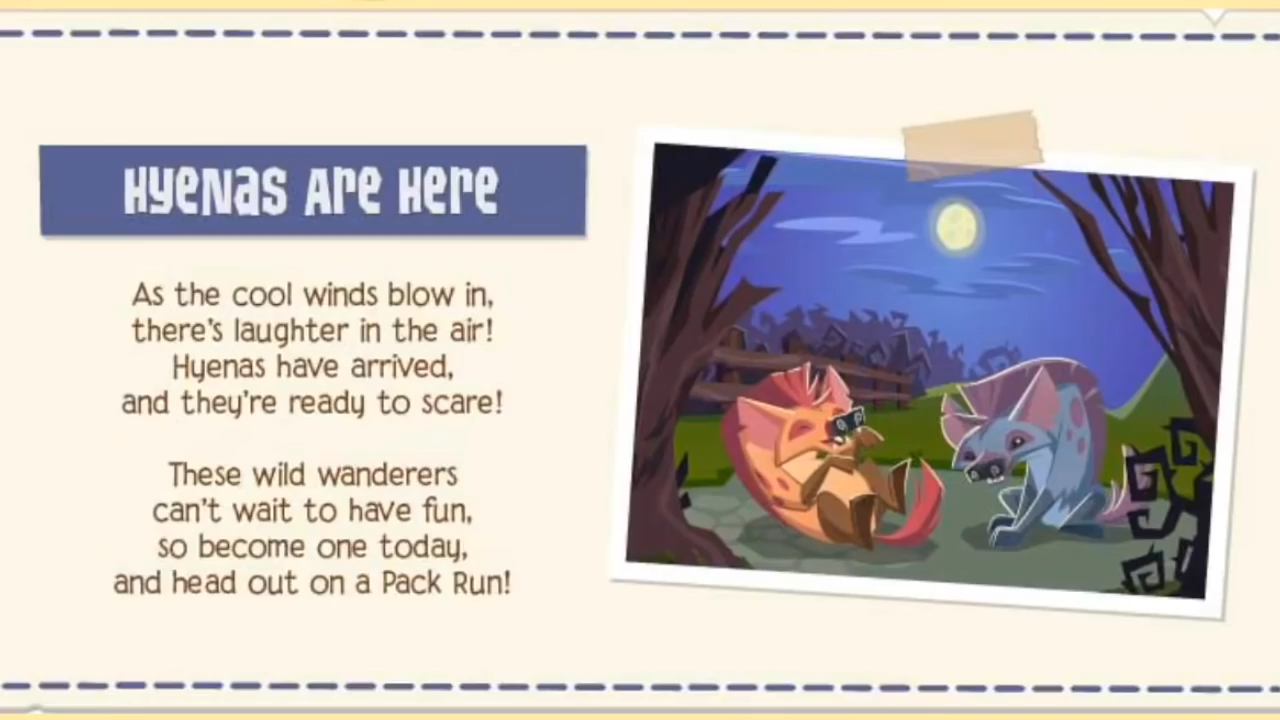 Hyenas Are Here
As the cool winds blow in,
there's laughter in the air!
Hyenas have arrived,
and they're ready to scare!
These wild wanderers
can't wait to have fun,
so become one today,
and head out on a Pack Run!